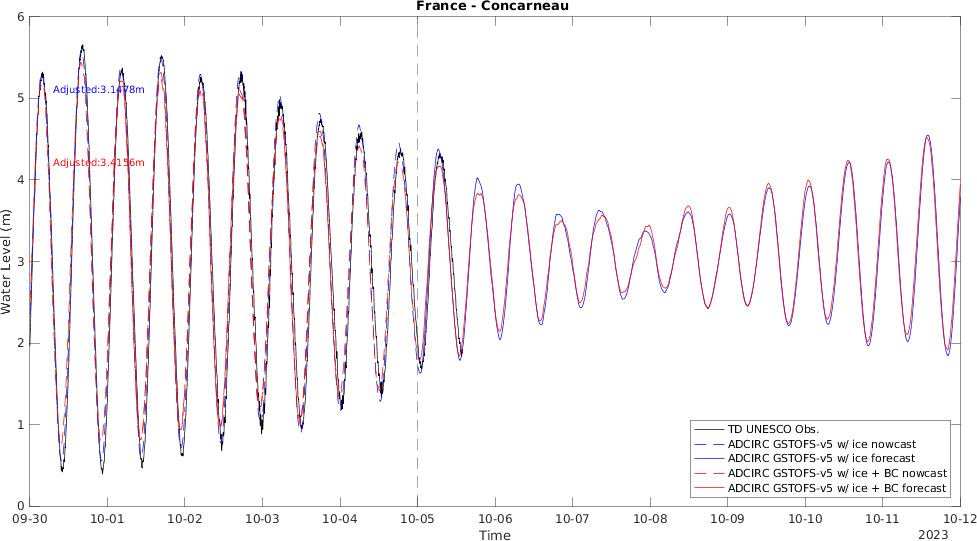 France - Concarneau
6
5
4
3
2
1
0
Water Level (m)
Adjusted:3.1478m
Adjusted:3.4156m
TD UNESCO Obs.
ADCIRC GSTOFS-v5 w/ ice nowcast
ADCIRC GSTOFS-v5 w/ ice forecast
ADCIRC GSTOFS-v5 w/ ice + BC nowcast
ADCIRC GSTOFS-v5 w/ ice + BC forecast
09-30 10-01 10-02 10-03 10-04 10-05 10-06 10-07 10-08 10-09 10-10 10-11 10-12
Time
2023